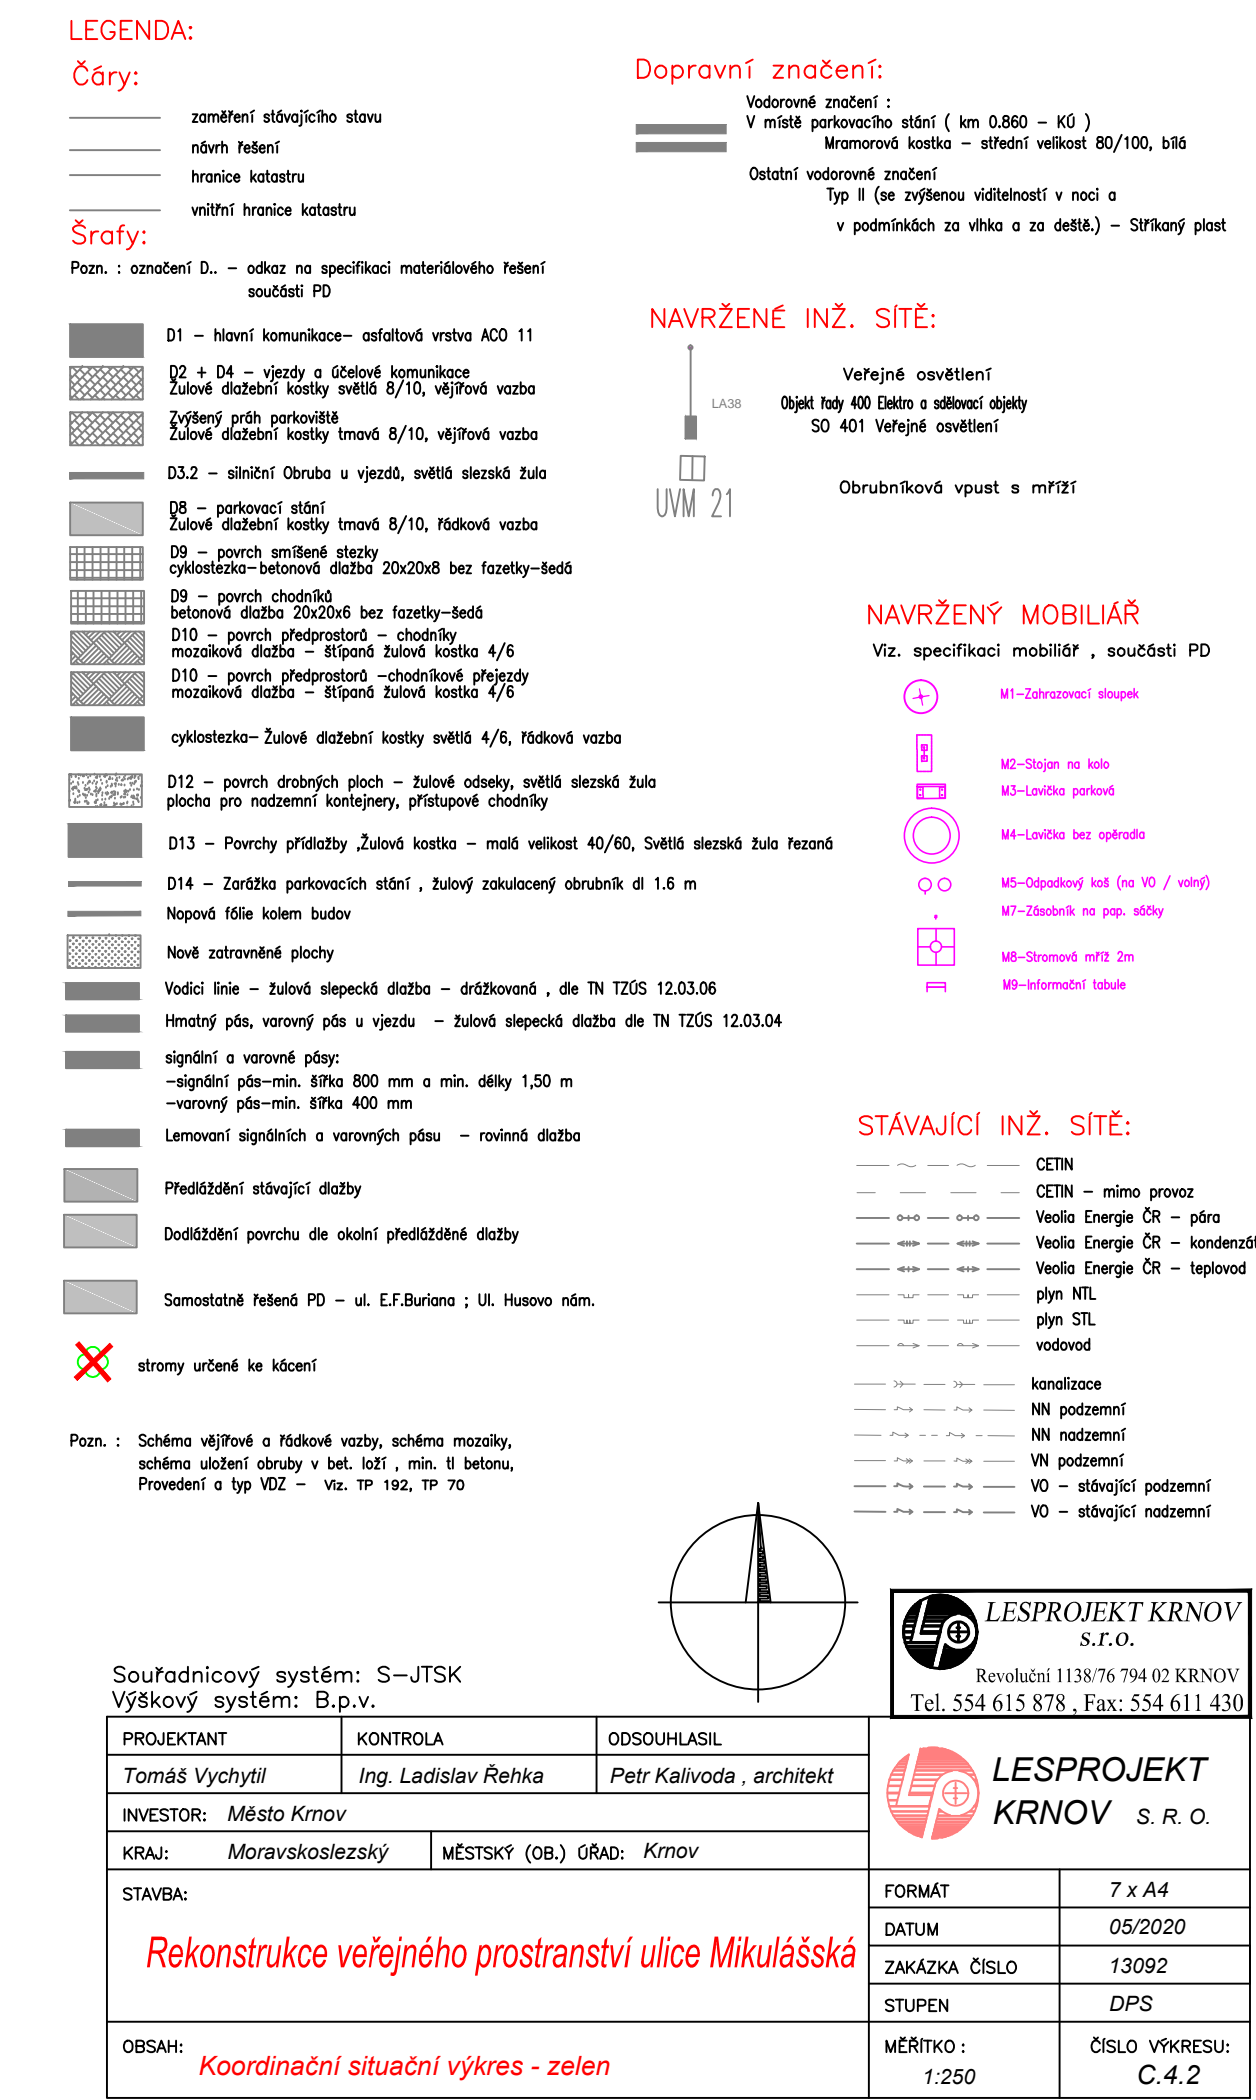 LEGENDA:
Čáry:
zaměření stávajícího stavu
návrh řešení
hranice katastru
vnitřní hranice katastru
Šrafy:
Pozn. : označení D.. – odkaz na specifikaci materiálového řešení
součásti PD
D1 – hlavní komunikace– asfaltová vrstva ACO 11
D2 + D4 – vjezdy a účelové komunikace
Žulové dlažební kostky světlá 8/10, vějířová vazba
Zvýšený práh parkoviště
Žulové dlažební kostky tmavá 8/10, vějířová vazba
D3.2 – silniční Obruba u vjezdů, světlá slezská žula
D8 – parkovací stání
Žulové dlažební kostky tmavá 8/10, řádková vazba
D9 – povrch smíšené stezky
cyklostezka–betonová dlažba 20x20x8 bez fazetky–šedá
D9 – povrch chodníků
betonová dlažba 20x20x6 bez fazetky–šedá
D10 – povrch předprostorů – chodníky
mozaiková dlažba – štípaná žulová kostka 4/6
D10 – povrch předprostorů –chodníkové přejezdy
mozaiková dlažba – štípaná žulová kostka 4/6
cyklostezka– Žulové dlažební kostky světlá 4/6, řádková vazba
D12 – povrch drobných ploch – žulové odseky, světlá slezská žula
plocha pro nadzemní kontejnery, přístupové chodníky
D13 – Povrchy přídlažby ,Žulová kostka – malá velikost 40/60, Světlá slezská žula řezaná
D14 – Zarážka parkovacích stání , žulový zakulacený obrubník dl 1.6 m
Nopová fólie kolem budov
Nově zatravněné plochy
Vodici linie – žulová slepecká dlažba – drážkovaná , dle TN TZÚS 12.03.06
Hmatný pás, varovný pás u vjezdu – žulová slepecká dlažba dle TN TZÚS 12.03.04
signální a varovné pásy:
–signální pás–min. šířka 800 mm a min. délky 1,50 m
–varovný pás–min. šířka 400 mm
Lemovaní signálních a varovných pásu – rovinná dlažba
Předláždění stávající dlažby
Dodláždění povrchu dle okolní předlážděné dlažby
Samostatně řešená PD – ul. E.F.Buriana ; Ul. Husovo nám.
stromy určené ke kácení
Pozn. : Schéma vějířové a řádkové vazby, schéma mozaiky,
schéma uložení obruby v bet. loží , min. tl betonu,
Provedení a typ VDZ – Viz. TP 192, TP 70
Dopravní značení:
Vodorovné značení :
V místě parkovacího stání ( km 0.860 – KÚ )
Mramorová kostka – střední velikost 80/100, bílá
Ostatní vodorovné značení
Typ II (se zvýšenou viditelností v noci a
v podmínkách za vlhka a za deště.) – Stříkaný plast
NAVRŽENÉ INŽ. SÍTĚ:
LA38
Veřejné osvětlení
Objekt řady 400 Elektro a sdělovací objekty
SO 401 Veřejné osvětlení
UVM 21
Obrubníková vpust s mříží
NAVRŽENÝ MOBILIÁŘ
Viz. specifikaci mobiliář , součásti PD
M1–Zahrazovací sloupek
M2–Stojan na kolo
M3–Lavička parková
M4–Lavička bez opěradla
M5–Odpadkový koš (na VO / volný)
M7–Zásobník na pap. sáčky
M8–Stromová mříž 2m
M9–Informační tabule
STÁVAJÍCÍ INŽ. SÍTĚ:
CETIN
CETIN – mimo provoz
Veolia Energie ČR – pára
Veolia Energie ČR – kondenzát
Veolia Energie ČR – teplovod
plyn NTL
plyn STL
vodovod
kanalizace
NN podzemní
NN nadzemní
VN podzemní
VO – stávající podzemní
VO – stávající nadzemní
LESPROJEKT KRNOV
s.r.o.
Revoluční 1138/76 794 02 KRNOV
Tel. 554 615 878 , Fax: 554 611 430
Souřadnicový systém: S–JTSK
Výškový systém: B.p.v.
PROJEKTANT KONTROLA ODSOUHLASIL
Tomáš Vychytil Ing. Ladislav Řehka Petr Kalivoda , architekt
INVESTOR: Město Krnov
KRAJ: Moravskoslezský MĚSTSKÝ (OB.) ÚŘAD: Krnov
LESPROJEKT
KRNOV S. R. O.
STAVBA:
Rekonstrukce veřejného prostranství ulice Mikulášská
FORMÁT 7 x A4
DATUM 05/2020
ZAKÁZKA ČÍSLO 13092
STUPEN DPS
OBSAH:
Koordinační situační výkres - zelen
MĚŘÍTKO : 1:250
ČÍSLO VÝKRESU:
C.4.2